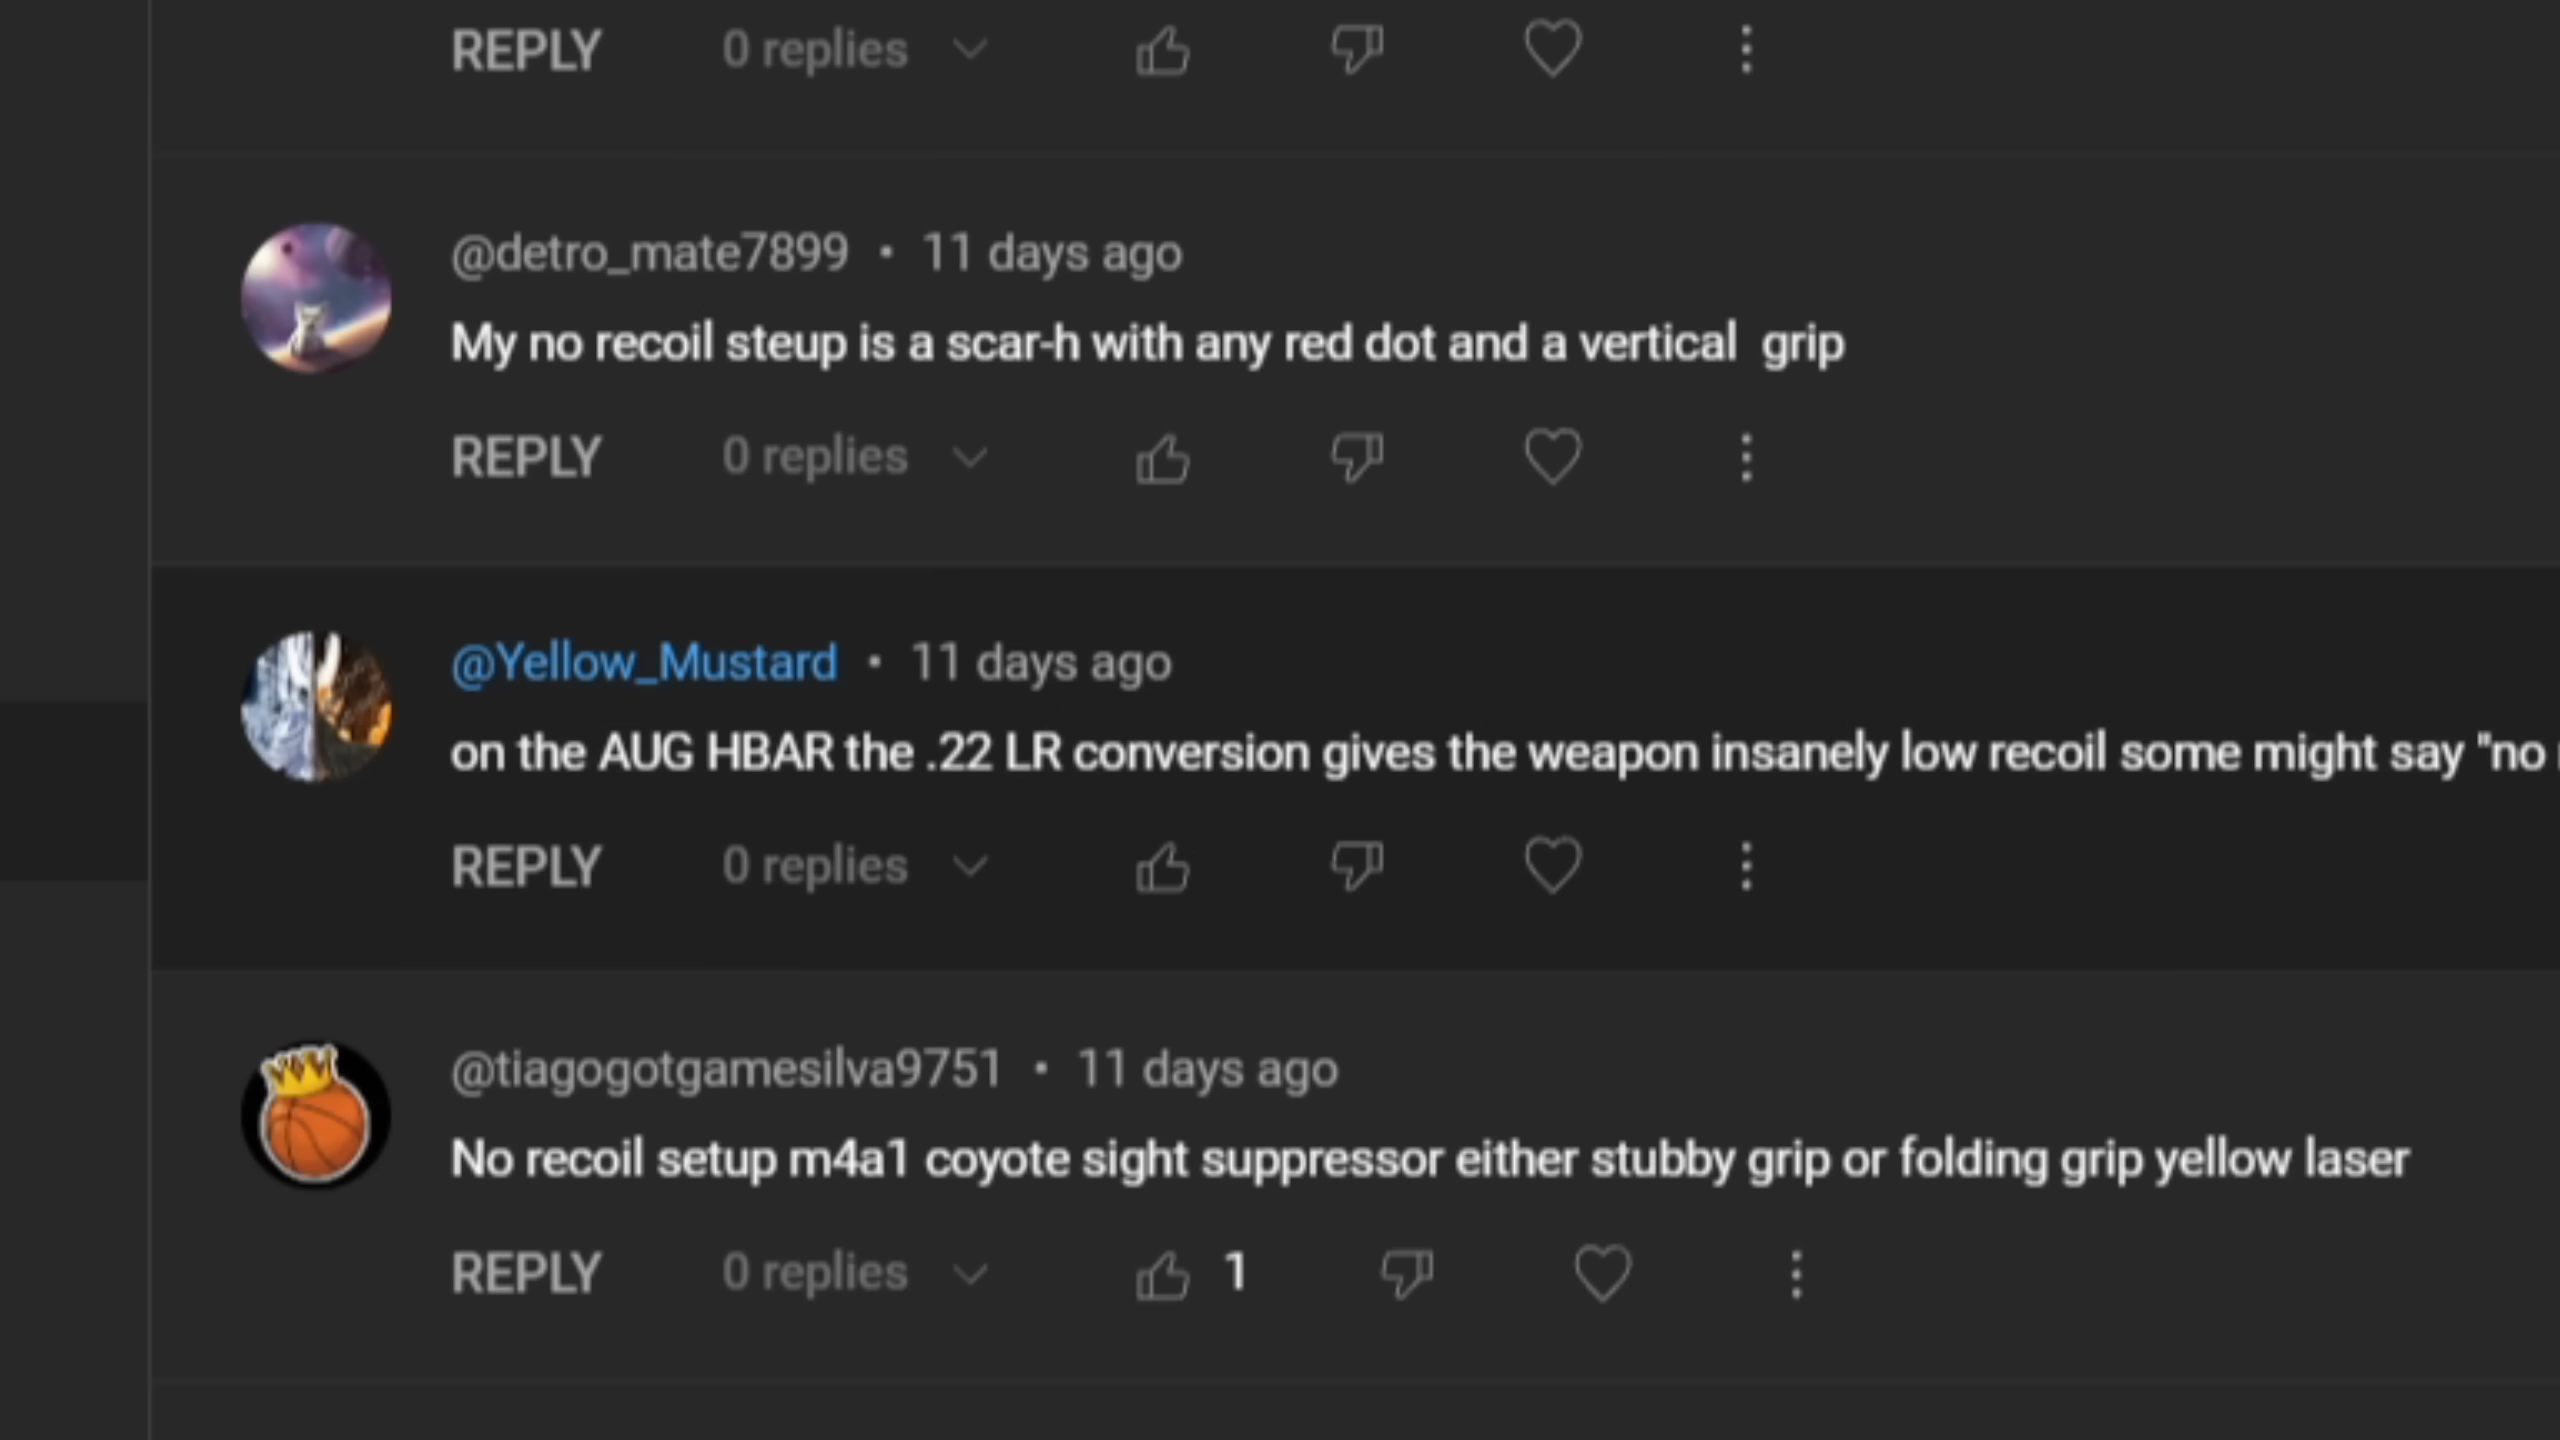 REPLY 0 replies
@detro_mate7899 • 11 days ago
My no recoil steup is a scar-h with any red dot and a vertical  grip
REPLY 0 replies
@Yellow_Mustard • 11 days ago
on the AUG HBAR the .22 LR conversion gives the weapon insanely low recoil some might say "no
REPLY 0 replies
@tiagogotgamesilva9751 • 11 days ago
No recoil setup m4a1 coyote sight suppressor either stubby grip or folding grip yellow laser
REPLY 0 replies 1